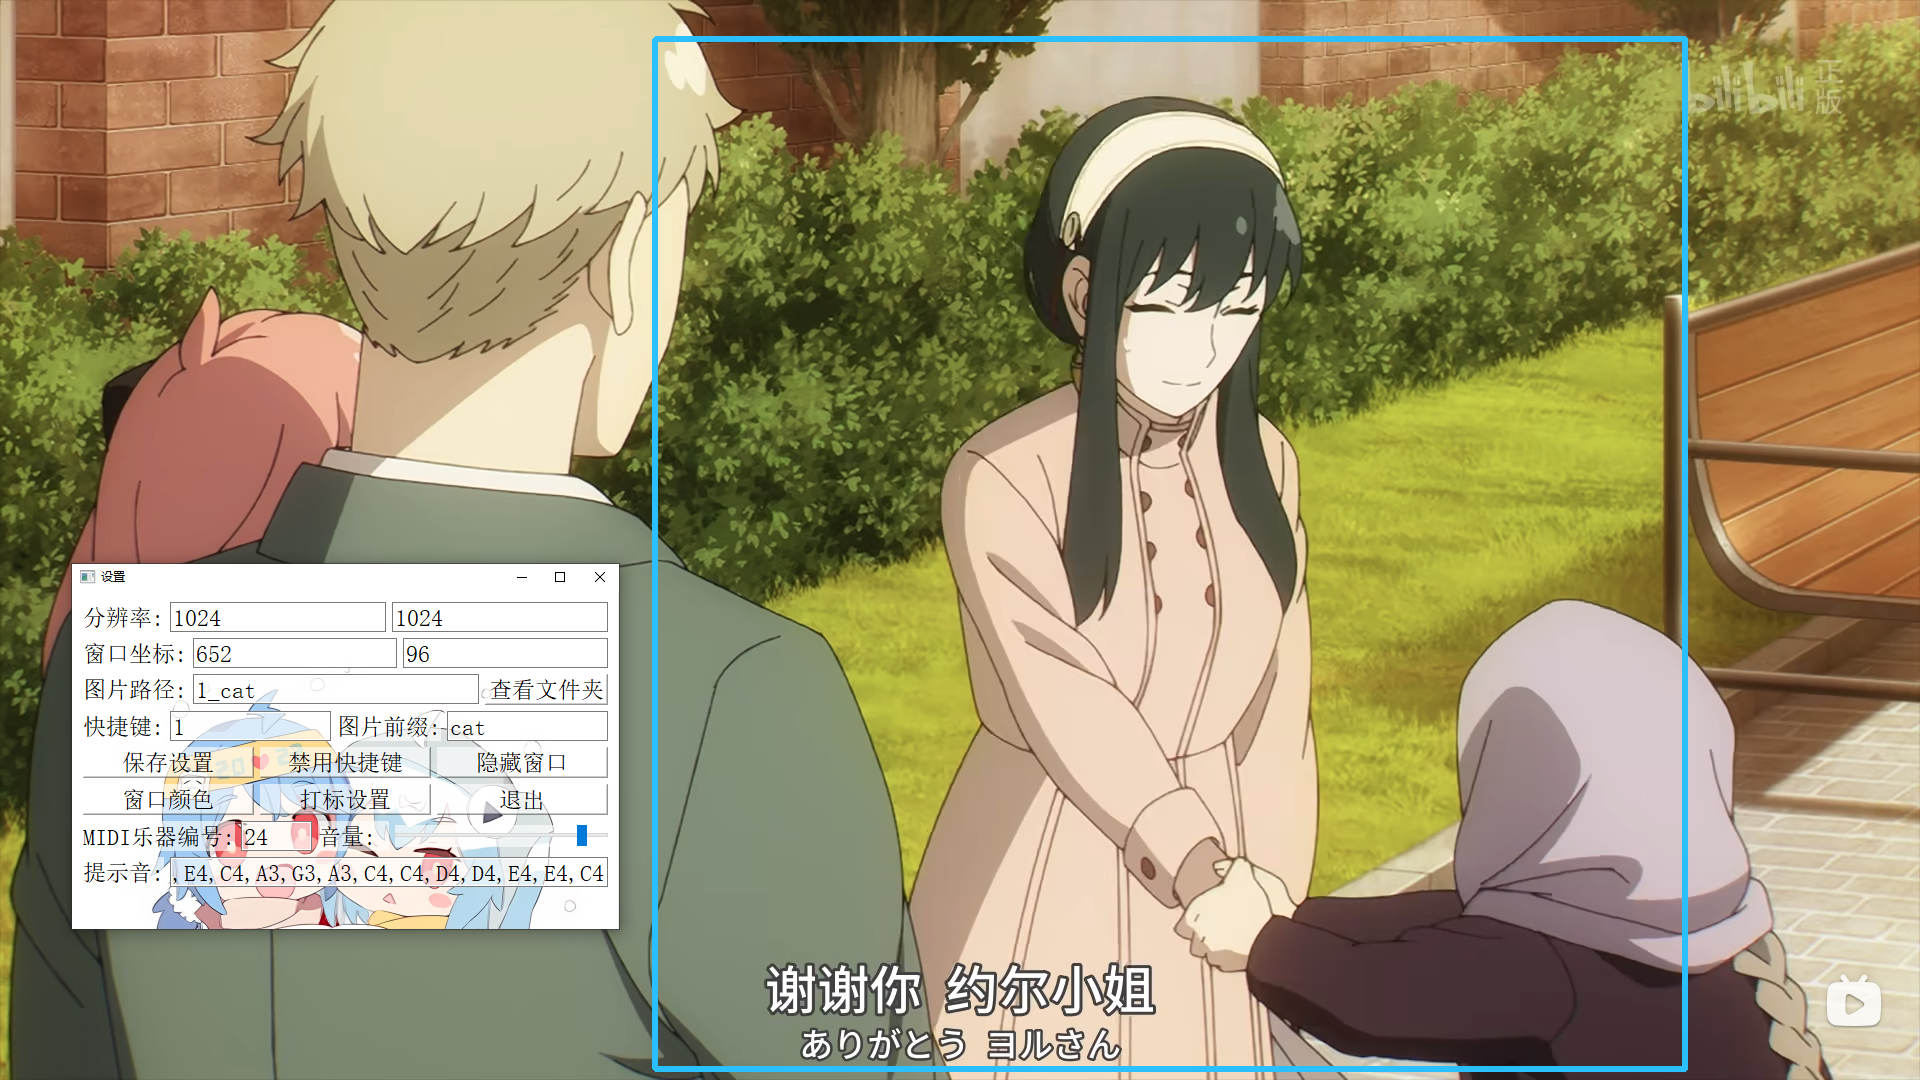 bilibili 正版
设置
分辨率: 1024 1024
窗口坐标: 652 96
图片路径: 1_cat 查看文件夹
快捷键: 1 图片前缀: cat
保存设置 禁用快捷键 隐藏窗口
窗口颜色 打标设置 退出
MIDI乐器编号: 24 音量:
提示音: ,E4,C4,A3,G3,A3,C4,C4,D4,D4,E4,E4,C4
谢谢你 约尔小姐
ありがとう ヨルさん